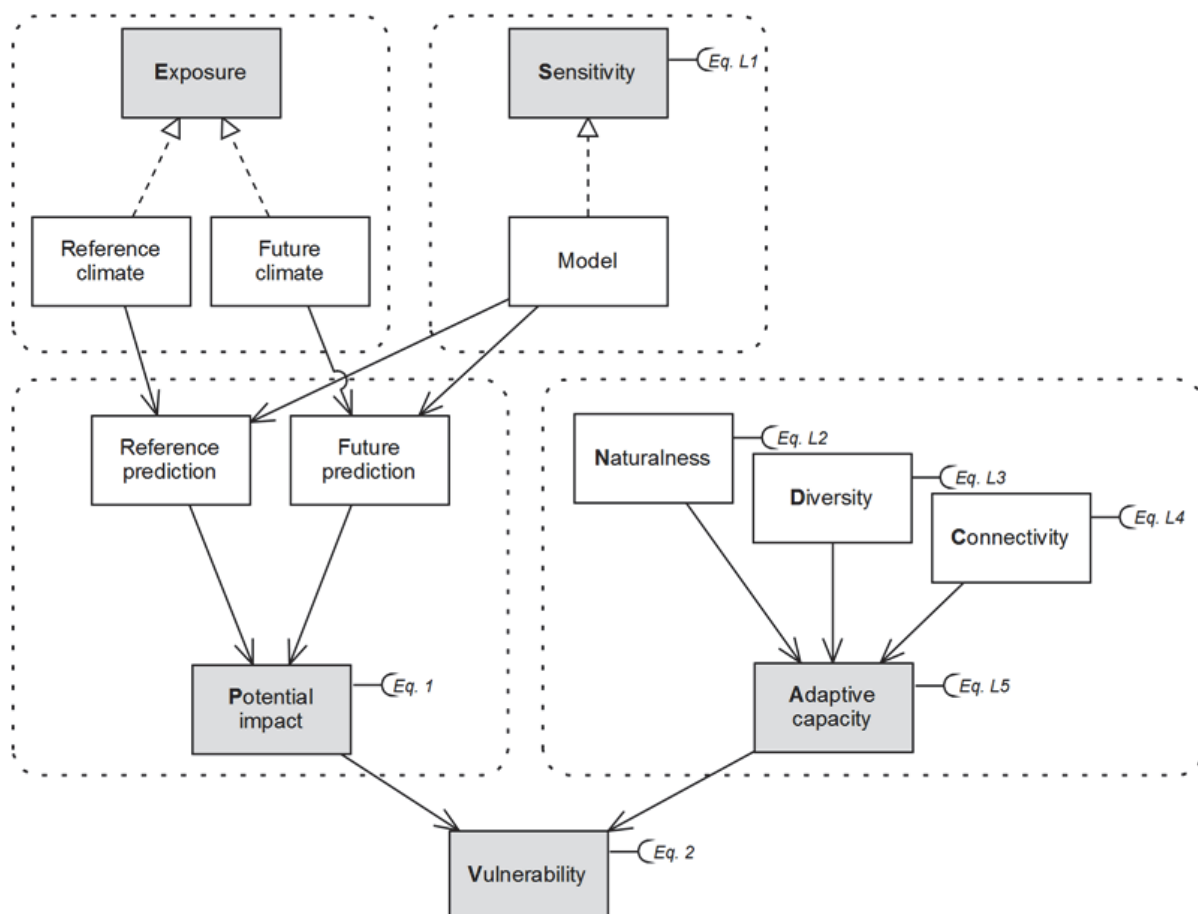 Exposure
Sensitivity
Eq. L1
Reference
climate
Future
climate
Model
Reference
prediction
Future
prediction
Naturalness
Eq. L2
Diversity
Eq. L3
Connectivity
Eq. L4
Potential
impact
Eq. 1
Adaptive
capacity
Eq. L5
Vulnerability
Eq. 2